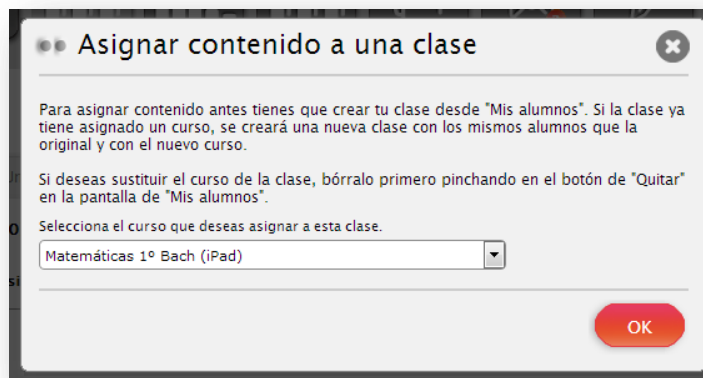 Asignar contenido a una clase
Para asignar contenido antes tienes que crear tu clase desde "Mis alumnos". Si la clase ya
tiene asignado un curso, se creará una nueva clase con los mismos alumnos que la
original y con el nuevo curso.
Si deseas sustituir el curso de la clase, bórralo primero pinchando en el botón de "Quitar"
en la pantalla de "Mis alumnos".
Selecciona el curso que deseas asignar a esta clase.
Matemáticas 1º Bach (iPad)
OK